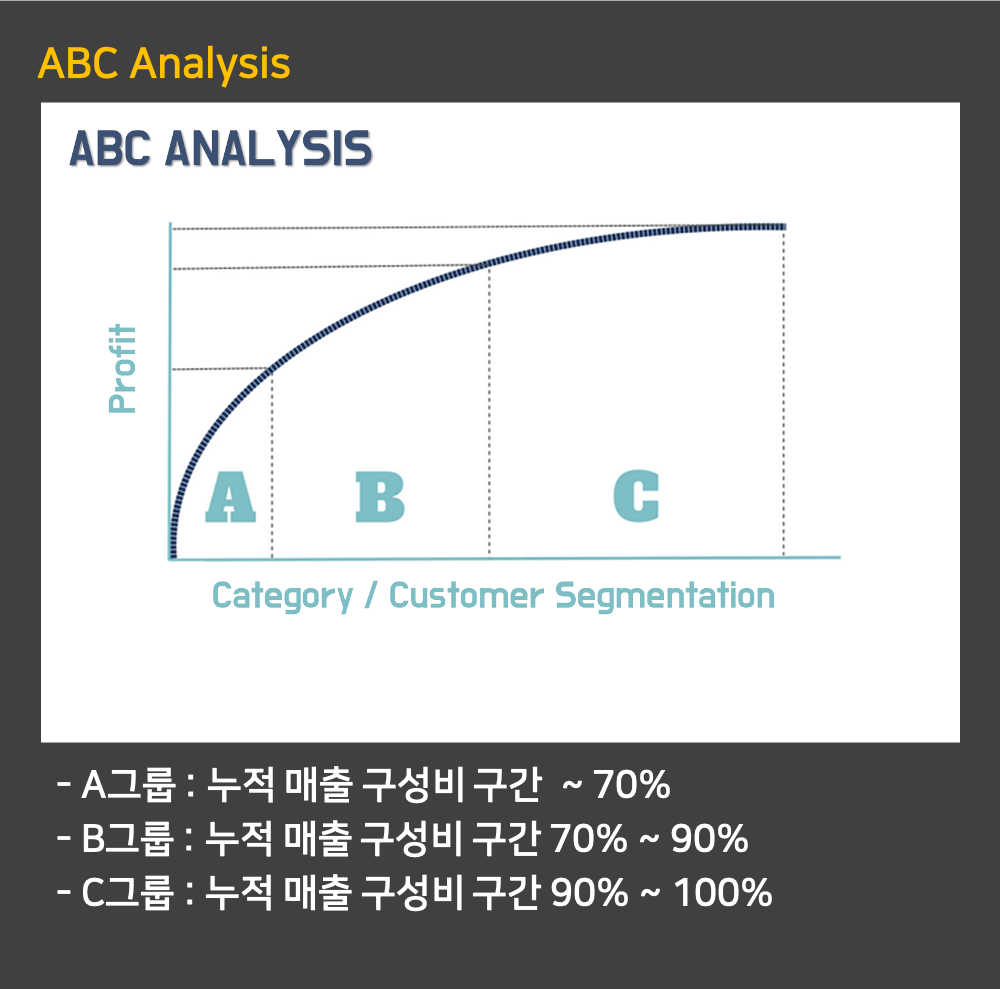 ABC Analysis
ABC ANALYSIS
Profit
A
B
C
Category / Customer Segmentation
- A그룹 : 누적 매출 구성비 구간 ~ 70%
- B그룹 : 누적 매출 구성비 구간 70% ~ 90%
- C그룹 : 누적 매출 구성비 구간 90% ~ 100%